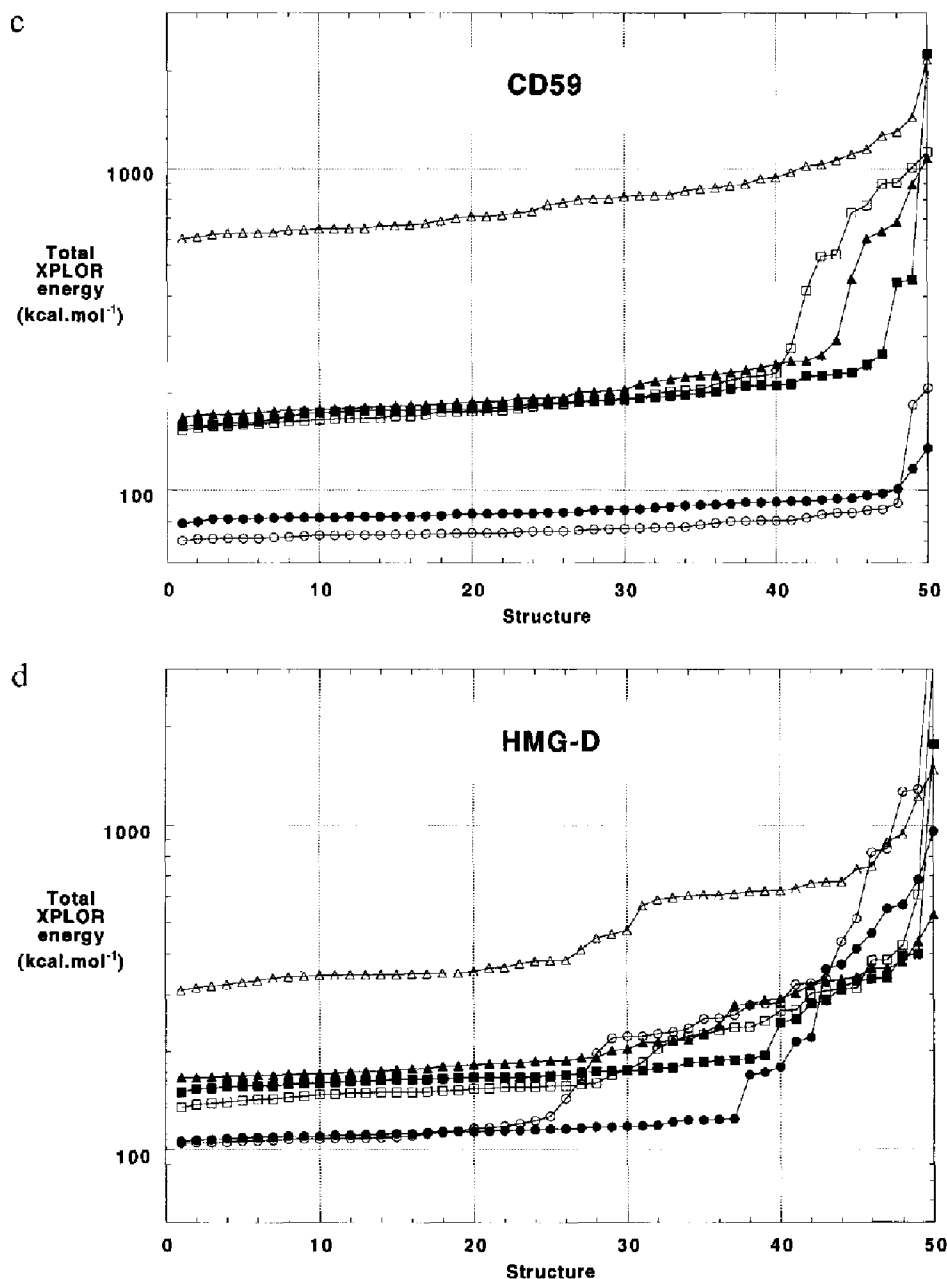 c
CD59
1000
Total
XPLOR
energy
(kcal.mol⁻¹)
100
0 10 20 30 40 50
Structure
d
HMG-D
1000
Total
XPLOR
energy
(kcal.mol⁻¹)
100
0 10 20 30 40 50
Structure